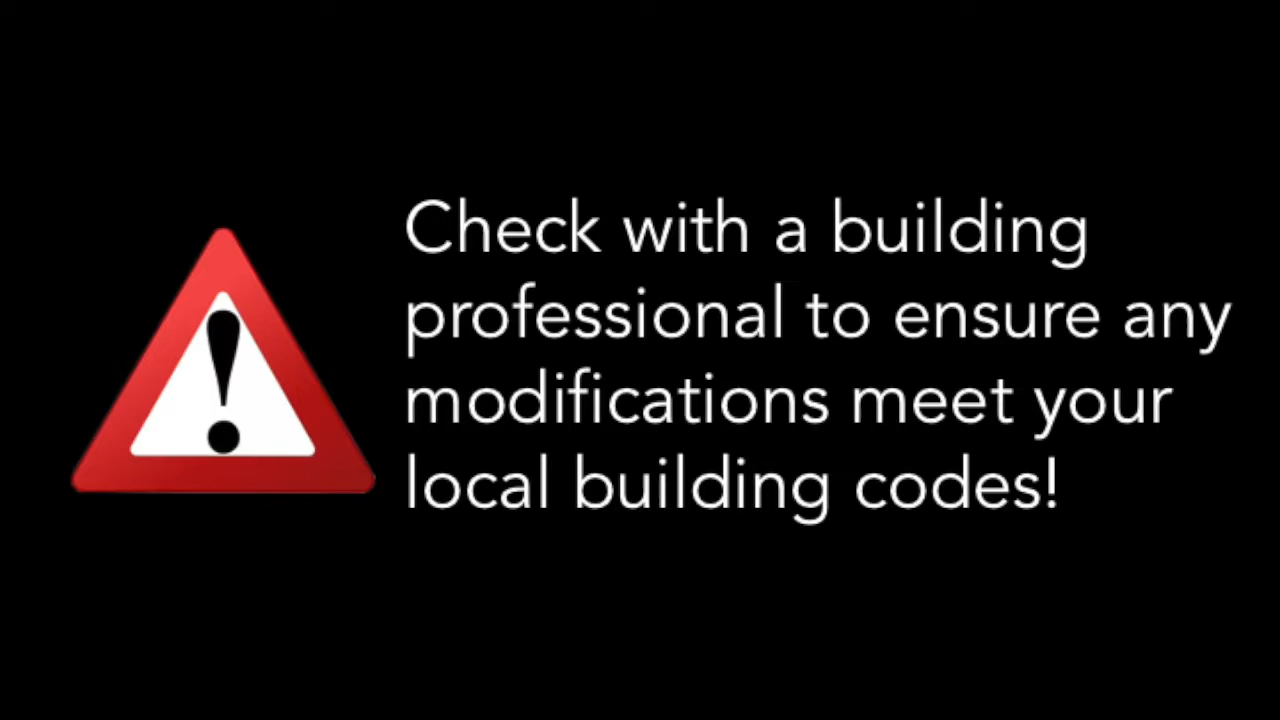 Check with a building
professional to ensure any
modifications meet your
local building codes!